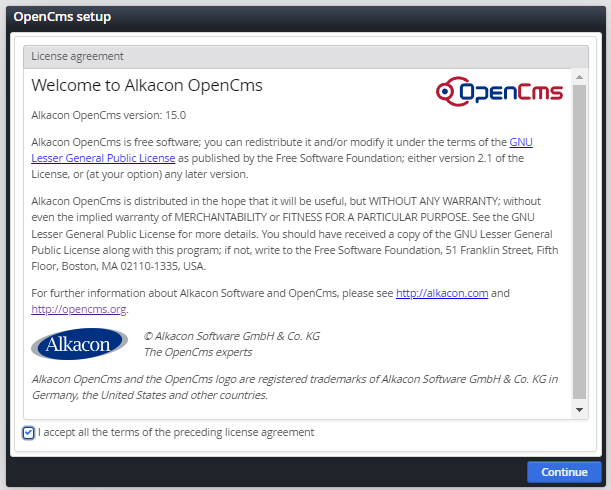 OpenCms setup
License agreement
Welcome to Alkacon OpenCms
OpenCms
Alkacon OpenCms version: 15.0
Alkacon OpenCms is free software; you can redistribute it and/or modify it under the terms of the GNU
Lesser General Public License as published by the Free Software Foundation; either version 2.1 of the
License, or (at your option) any later version.
Alkacon OpenCms is distributed in the hope that it will be useful, but WITHOUT ANY WARRANTY; without
even the implied warranty of MERCHANTABILITY or FITNESS FOR A PARTICULAR PURPOSE. See the GNU
Lesser General Public License for more details. You should have received a copy of the GNU Lesser General
Public License along with this program; if not, write to the Free Software Foundation, 51 Franklin Street, Fifth
Floor, Boston, MA 02110-1335, USA.
For further information about Alkacon Software and OpenCms, please see http://alkacon.com and
http://opencms.org.
Alkacon
© Alkacon Software GmbH & Co. KG
The OpenCms experts
Alkacon OpenCms and the OpenCms logo are registered trademarks of Alkacon Software GmbH & Co. KG in
Germany, the United States and other countries.
I accept all the terms of the preceding license agreement
Continue